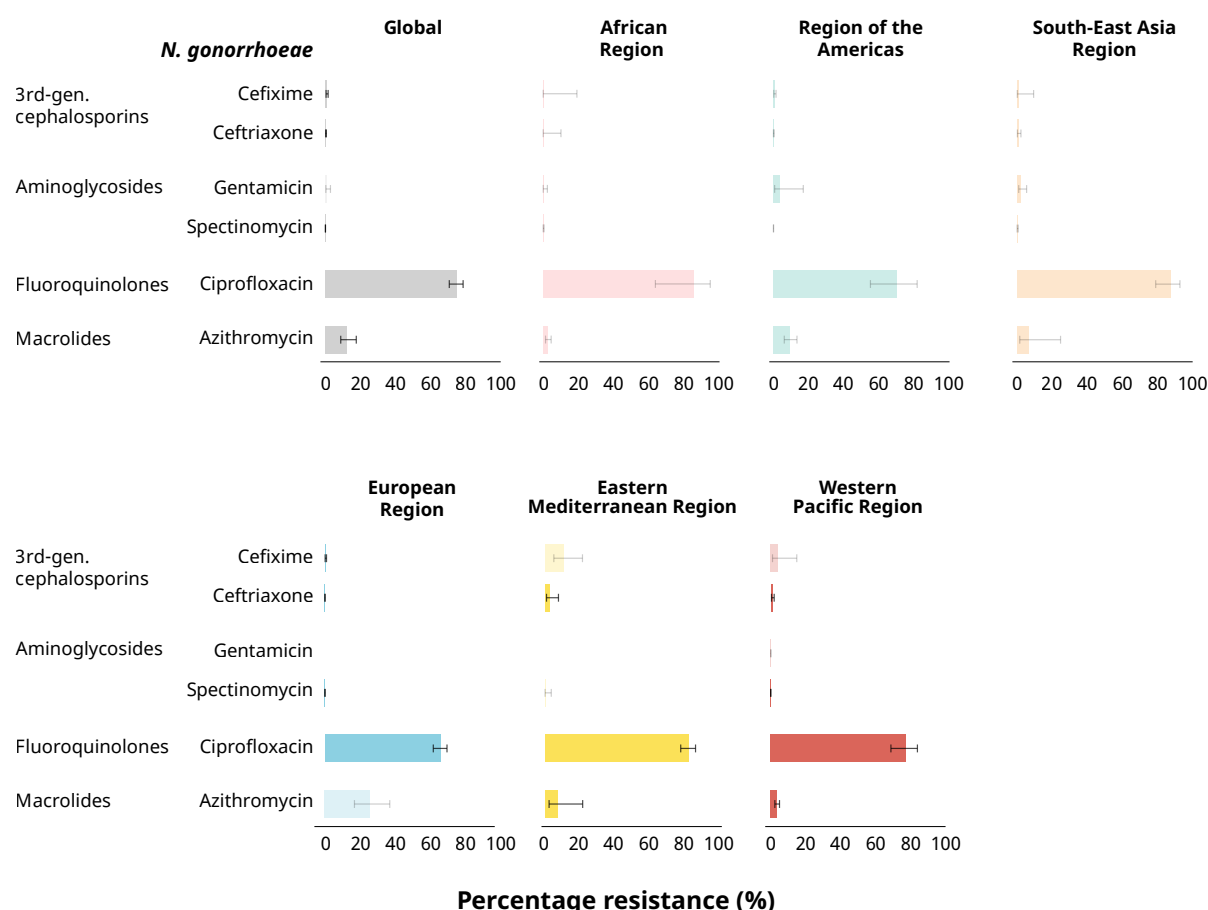 Global
African
Region
Region of the
Americas
South-East Asia
Region
N. gonorrhoeae
3rd-gen.
cephalosporins
Cefixime
Ceftriaxone
Aminoglycosides
Gentamicin
Spectinomycin
Fluoroquinolones
Ciprofloxacin
Macrolides
Azithromycin
0 20 40 60 80 100
0 20 40 60 80 100
0 20 40 60 80 100
0 20 40 60 80 100
European
Region
Eastern
Mediterranean Region
Western
Pacific Region
3rd-gen.
cephalosporins
Cefixime
Ceftriaxone
Aminoglycosides
Gentamicin
Spectinomycin
Fluoroquinolones
Ciprofloxacin
Macrolides
Azithromycin
0 20 40 60 80 100
0 20 40 60 80 100
0 20 40 60 80 100
Percentage resistance (%)